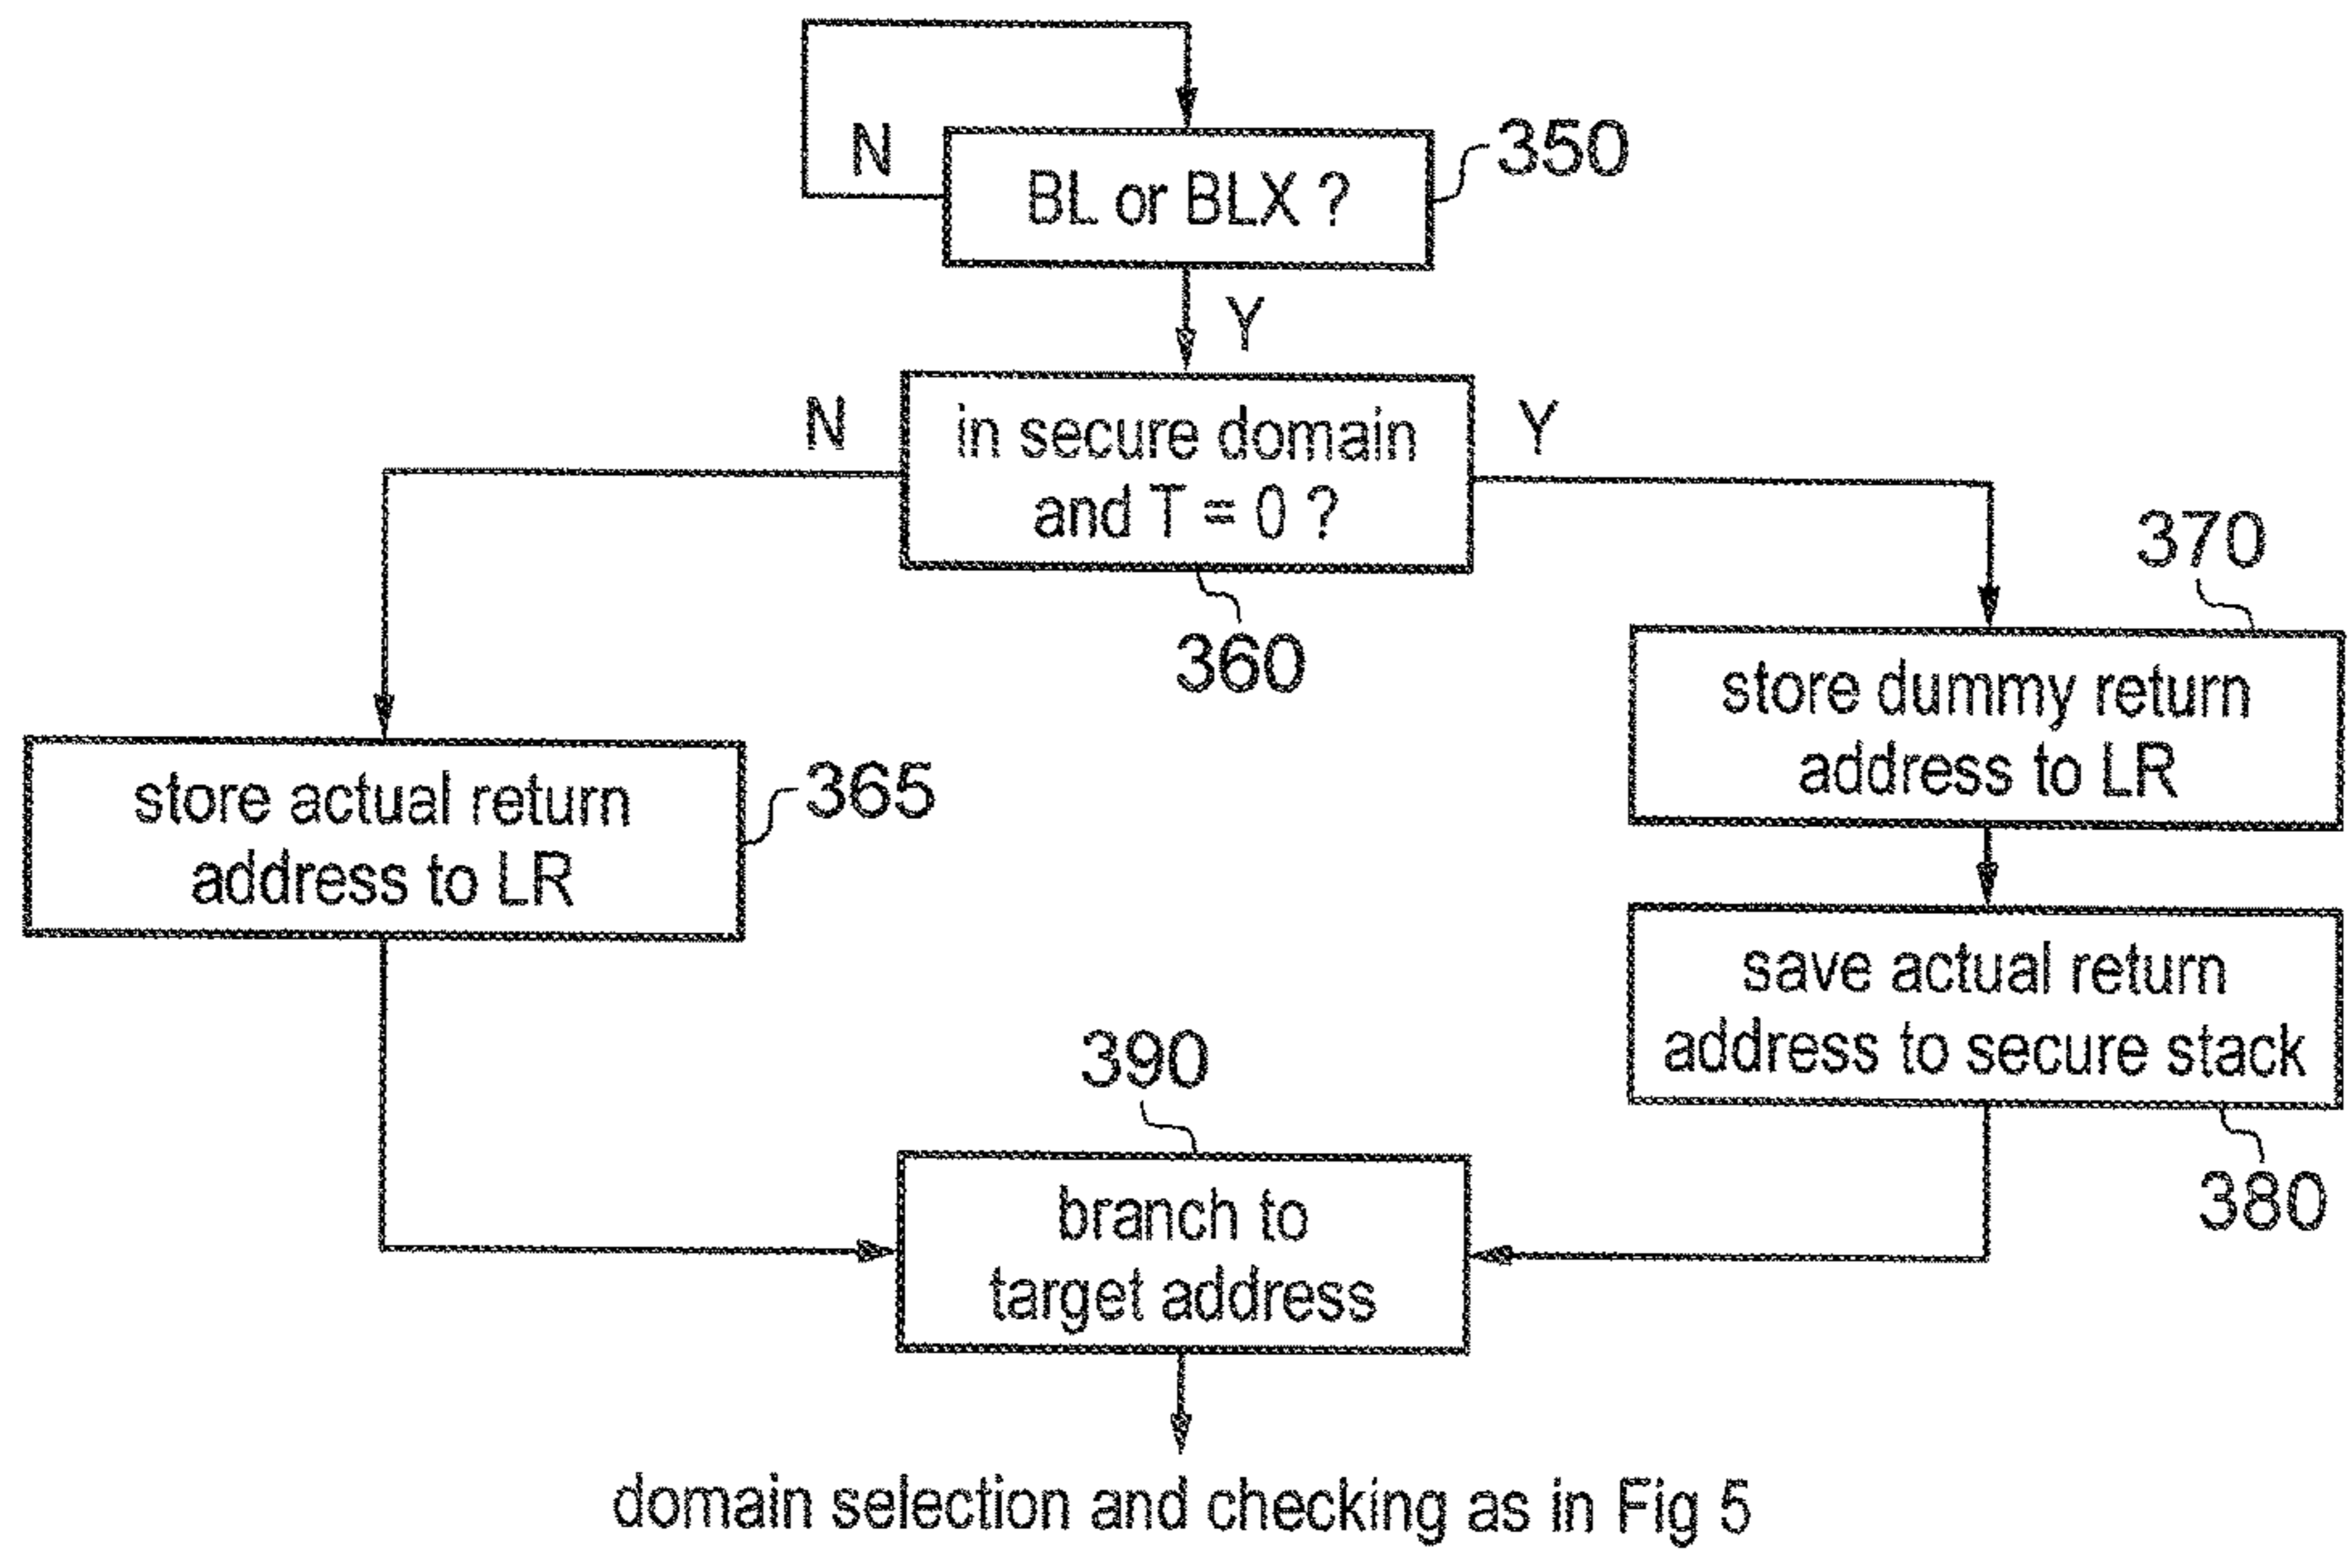 N
BL or BLX ?
350
Y
N
in secure domain
and T = 0 ?
Y
360
370
store dummy return
address to LR
store actual return
address to LR
365
save actual return
address to secure stack
380
390
branch to
target address
domain selection and checking as in Fig 5